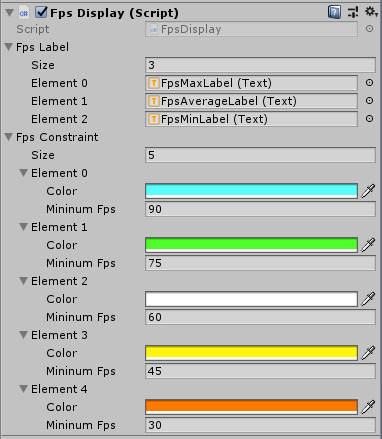 Fps Display (Script)
Script FpsDisplay
Fps Label
Size 3
Element 0 FpsMaxLabel (Text)
Element 1 FpsAverageLabel (Text)
Element 2 FpsMinLabel (Text)
Fps Constraint
Size 5
Element 0
Color
Mininum Fps 90
Element 1
Color
Mininum Fps 75
Element 2
Color
Mininum Fps 60
Element 3
Color
Mininum Fps 45
Element 4
Color
Mininum Fps 30